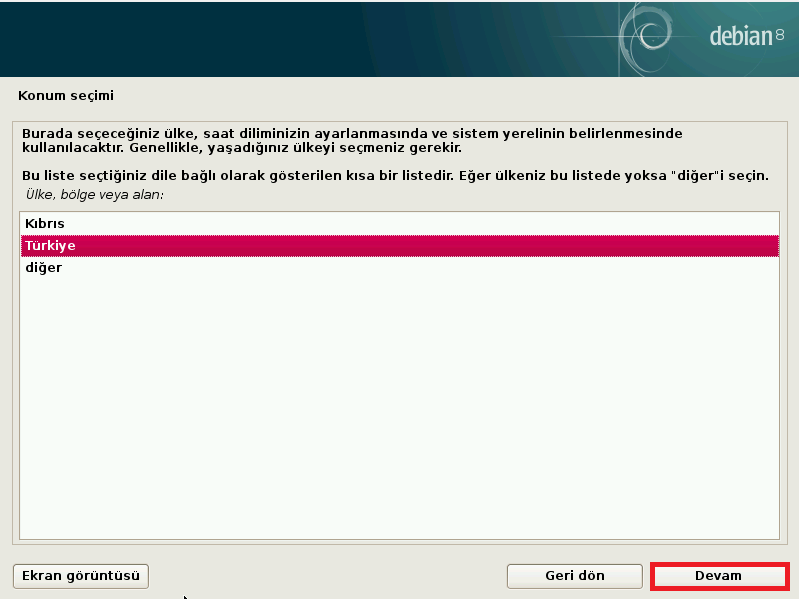 debian 8
Konum seçimi
Burada seçeceğiniz ülke, saat diliminizin ayarlanmasında ve sistem yerelinin belirlenmesinde
kullanılacaktır. Genellikle, yaşadığınız ülkeyi seçmeniz gerekir.
Bu liste seçtiğiniz dile bağlı olarak gösterilen kısa bir listedir. Eğer ülkeniz bu listede yoksa "diğer"i seçin.
Ülke, bölge veya alan:
Kıbrıs
Türkiye
diğer
Ekran görüntüsü
Geri dön
Devam